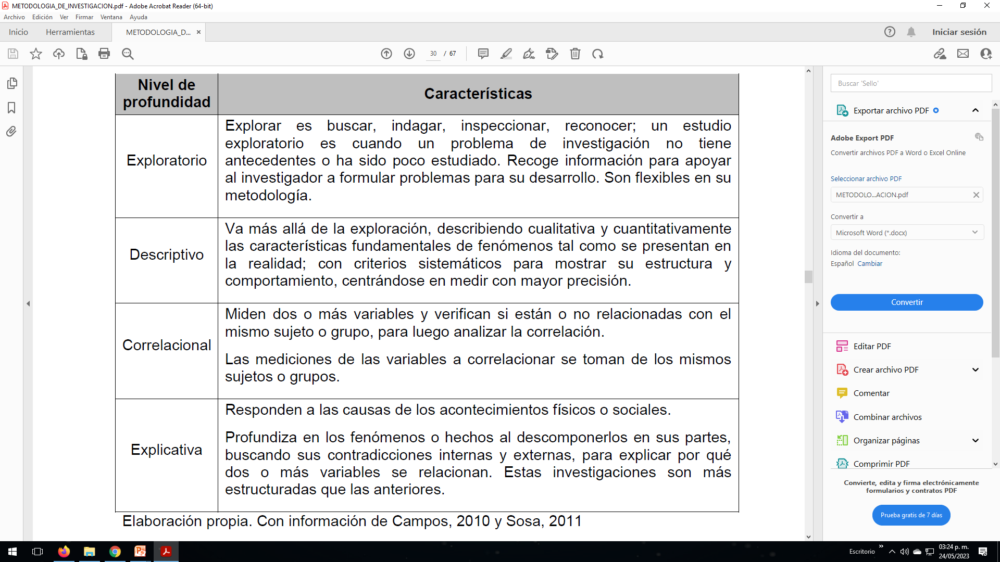 METODOLOGIA_DE_INVESTIGACION.pdf - Adobe Acrobat Reader (64-bit)
Archivo Edición Ver Firmar Ventana Ayuda
Inicio Herramientas METODOLOGIA_D... ×
Iniciar sesión
30 / 67
Nivel de
profundidad
Características
Exploratorio
Explorar es buscar, indagar, inspeccionar, reconocer; un estudio
exploratorio es cuando un problema de investigación no tiene
antecedentes o ha sido poco estudiado. Recoge información para apoyar
al investigador a formular problemas para su desarrollo. Son flexibles en su
metodología.
Descriptivo
Va más allá de la exploración, describiendo cualitativa y cuantitativamente
las características fundamentales de fenómenos tal como se presentan en
la realidad; con criterios sistemáticos para mostrar su estructura y
comportamiento, centrándose en medir con mayor precisión.
Correlacional
Miden dos o más variables y verifican si están o no relacionadas con el
mismo sujeto o grupo, para luego analizar la correlación.
Las mediciones de las variables a correlacionar se toman de los mismos
sujetos o grupos.
Explicativa
Responden a las causas de los acontecimientos físicos o sociales.
Profundiza en los fenómenos o hechos al descomponerlos en sus partes,
buscando sus contradicciones internas y externas, para explicar por qué
dos o más variables se relacionan. Estas investigaciones son más
estructuradas que las anteriores.
Elaboración propia. Con información de Campos, 2010 y Sosa, 2011
Buscar 'Sello'
Exportar archivo PDF
Adobe Export PDF
Convertir archivos PDF a Word o Excel Online
Seleccionar archivo PDF
METODOLO...ACION.pdf
Convertir a
Microsoft Word (*.docx)
Idioma del documento:
Español Cambiar
Convertir
Editar PDF
Crear archivo PDF
Comentar
Combinar archivos
Organizar páginas
Comprimir PDF
Convierte, edita y firma electrónicamente
formularios y contratos PDF
Prueba gratis de 7 días
Escritorio
03:24 p. m.
24/05/2023